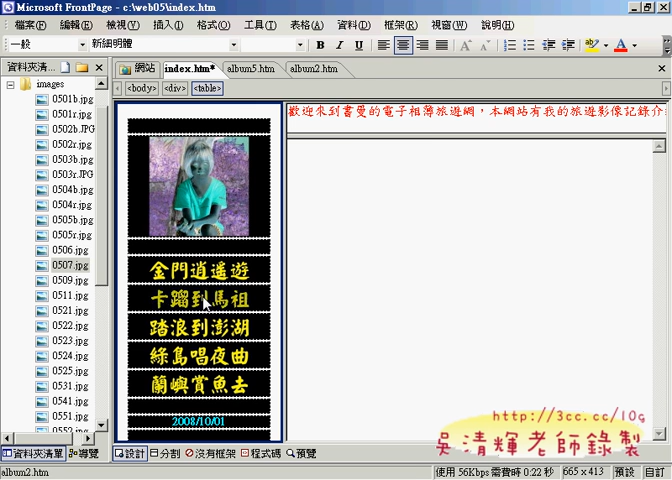 Microsoft FrontPage - c:\web05\index.htm
檔案(F) 編輯(E) 檢視(V) 插入(I) 格式(O) 工具(T) 表格(A) 資料(D) 框架(R) 視窗(W) 說明(H)
一般 新細明體 B I U A A A
資料夾清... 網站 index.htm* album5.htm album2.htm
<body> <div> <table>
images
0501b.jpg
0501r.jpg
0502b.JPG
0502r.jpg
0503b.jpg
0503r.JPG
0504b.jpg
0504r.jpg
0505b.jpg
0505r.jpg
0506.jpg
0507.jpg
0509.jpg
0511.jpg
0521.jpg
0522.jpg
0523.jpg
0524.jpg
0525.jpg
0531.jpg
0541.jpg
0551.jpg
0552.jpg
歡迎來到書曼的電子相簿旅遊網，本網站有我的旅遊影像記錄介
金門逍遙遊
卡蹓到馬祖
踏浪到澎湖
綠島唱夜曲
蘭嶼賞魚去
2008/10/01
http://3cc.cc/10g
吳清輝老師錄製
資料夾清單 導覽 設計 分割 沒有框架 程式碼 預覽
album2.htm 使用 56Kbps 需費時 0:22 秒 665 x 413 預設 自訂